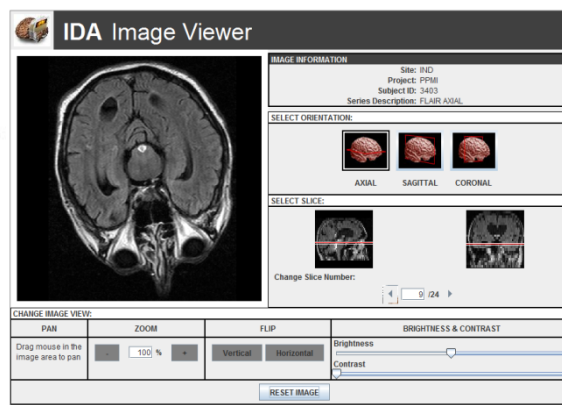 IDA Image Viewer
IMAGE INFORMATION
Site: IND
Project: PPMI
Subject ID: 3403
Series Description: FLAIR AXIAL
SELECT ORIENTATION:
AXIAL SAGITTAL CORONAL
SELECT SLICE:
Change Slice Number:
9 /24
CHANGE IMAGE VIEW:
PAN ZOOM FLIP BRIGHTNESS & CONTRAST
Drag mouse in the
image area to pan
- 100 % +
Vertical Horizontal
Brightness
Contrast
RESET IMAGE